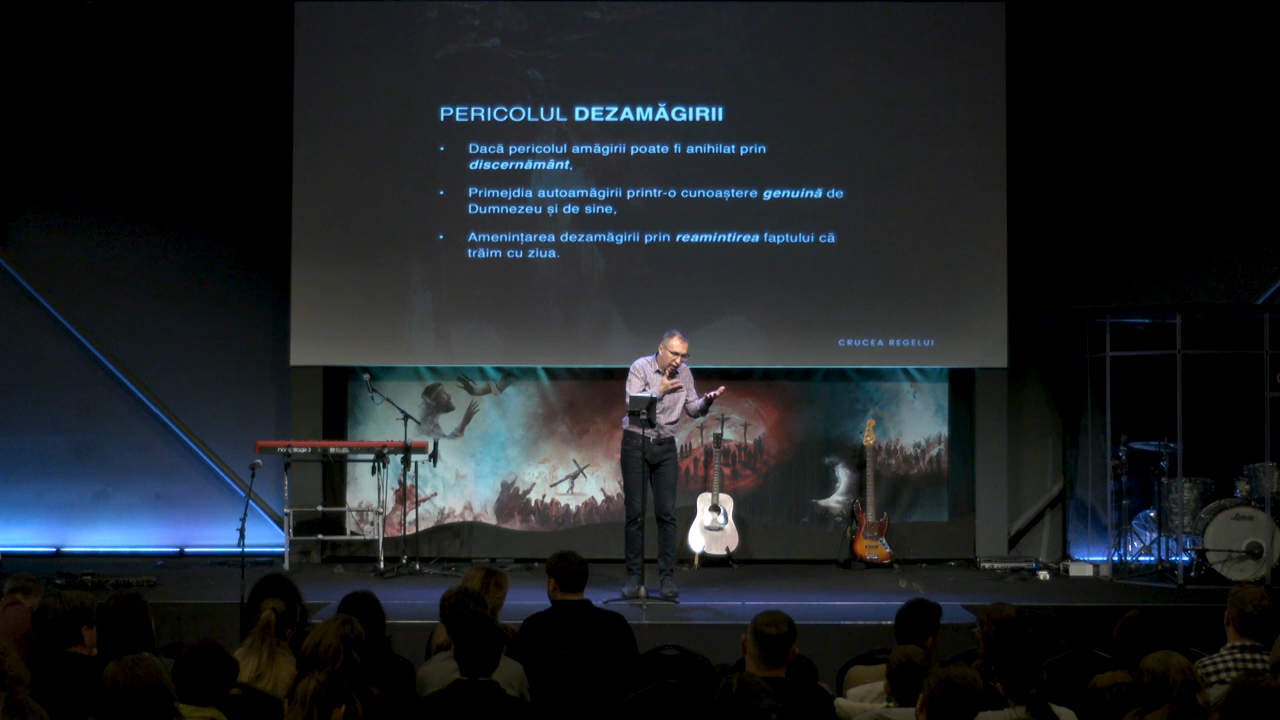 PERICOLUL DEZAMĂGIRII
• Dacă pericolul amăgirii poate fi anihilat prin
discernământ,
• Primejdia autoamăgirii printr-o cunoaștere genuină de
Dumnezeu și de sine,
• Amenințarea dezamăgirii prin reamintirea faptului că
trăim cu ziua.
CRUCEA REGELUI